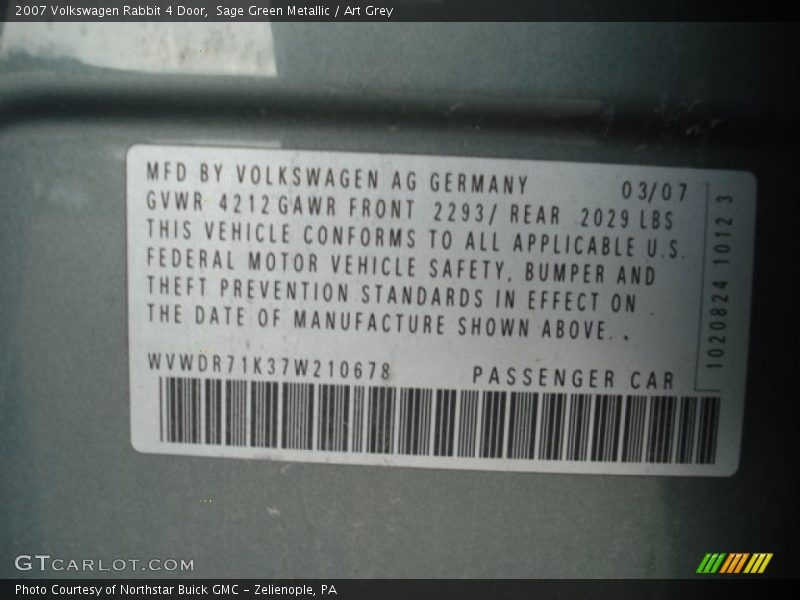 2007 Volkswagen Rabbit 4 Door, Sage Green Metallic / Art Grey
MFD BY VOLKSWAGEN AG GERMANY 03/07
GVWR 4212 GAWR FRONT 2293/ REAR 2029 LBS
THIS VEHICLE CONFORMS TO ALL APPLICABLE U.S.
FEDERAL MOTOR VEHICLE SAFETY, BUMPER AND
THEFT PREVENTION STANDARDS IN EFFECT ON
THE DATE OF MANUFACTURE SHOWN ABOVE.
WVWDR71K37W210678 PASSENGER CAR
1020824 1012 3
GTCARLOT.COM
Photo Courtesy of Northstar Buick GMC - Zelienople, PA